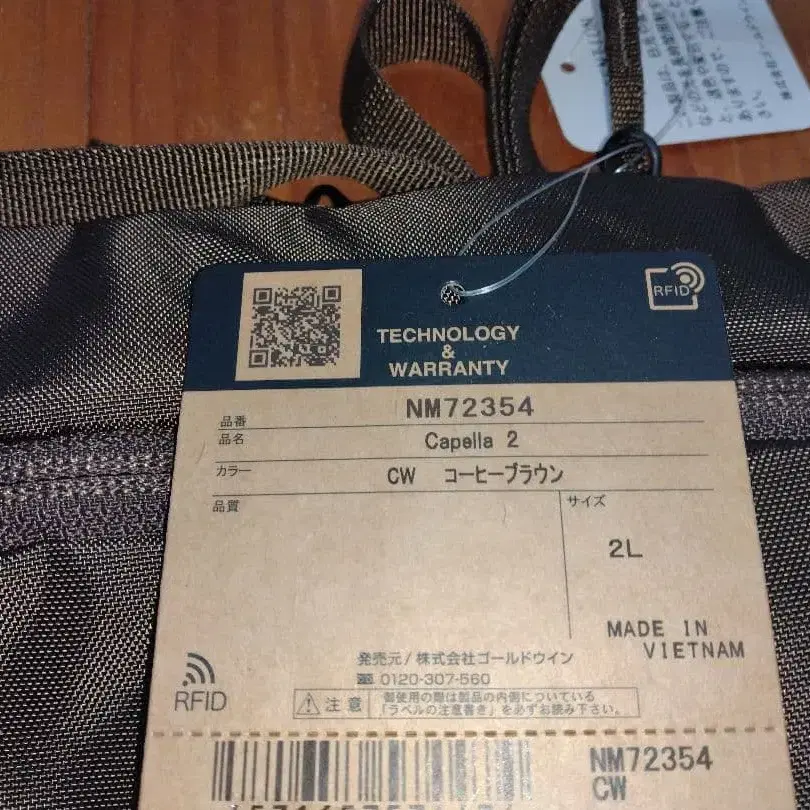 RFID
TECHNOLOGY
&
WARRANTY
品番 NM72354
品名 Capella 2
カラー CW コーヒーブラウン
品質
サイズ
2L
MADE IN
VIETNAM
発売元/株式会社ゴールドウイン
0120-307-560
RFID
注意
御使用の際は製品の内側についている
「ラベルの注意書き」を必ずお読み下さい。
NM72354
CW